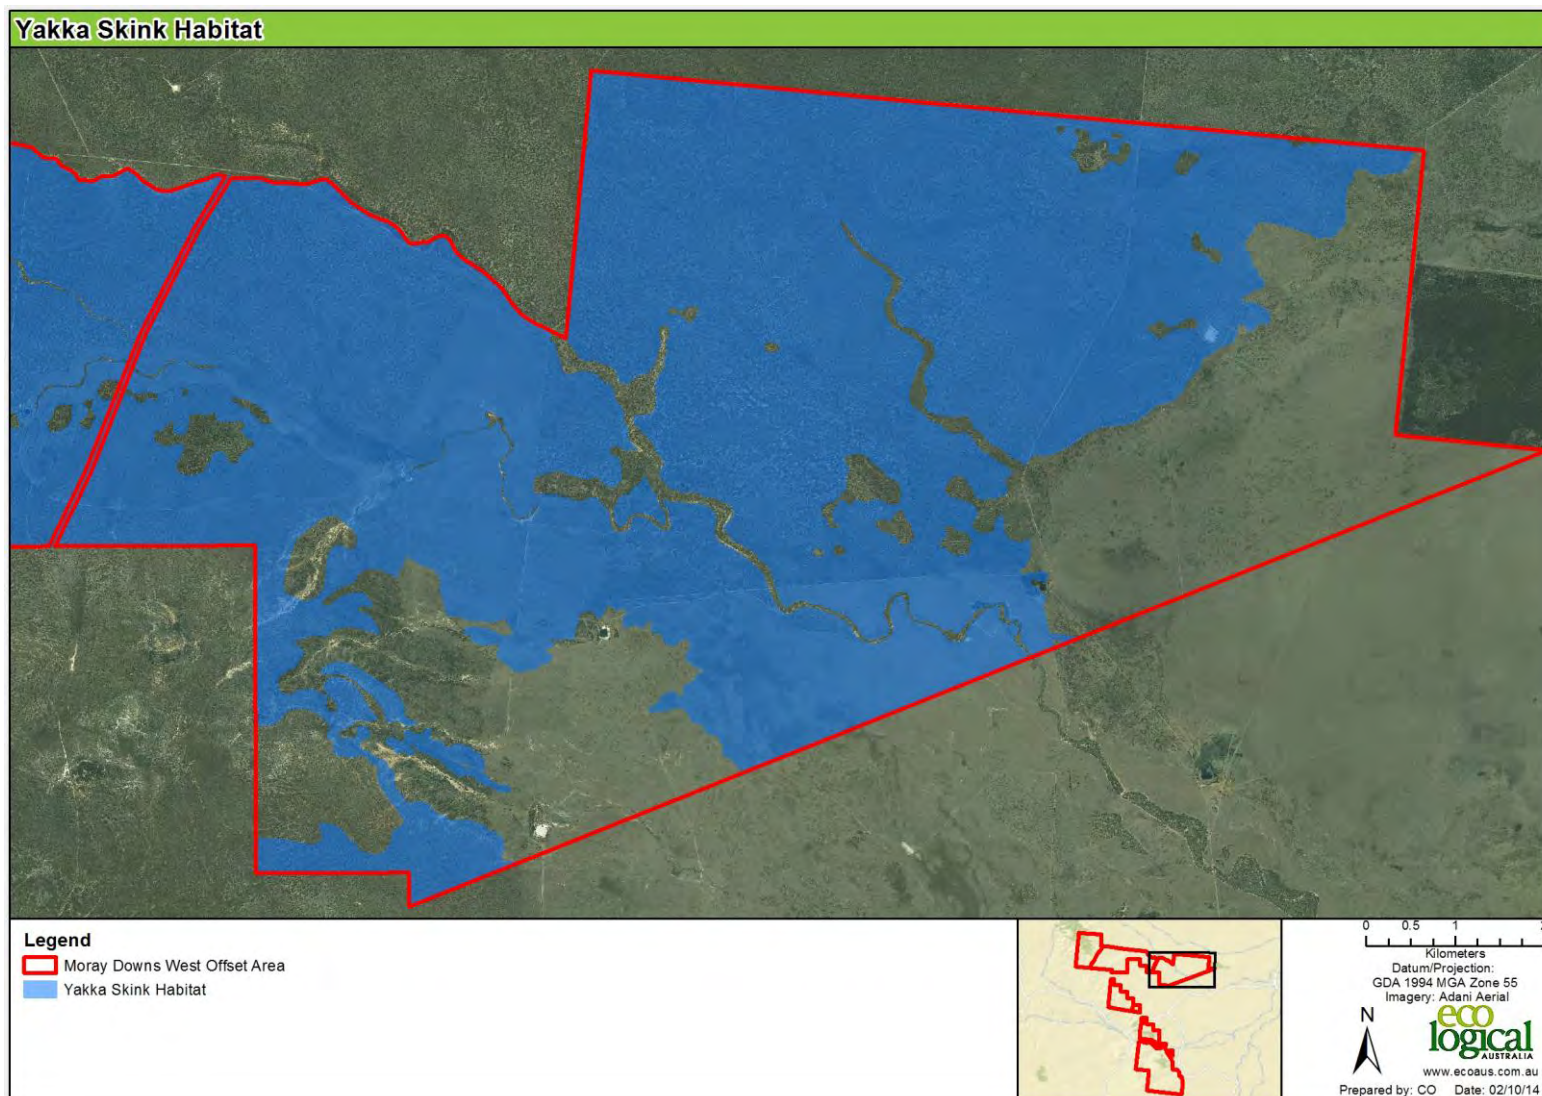 Yakka Skink Habitat
Legend
Moray Downs West Offset Area
Yakka Skink Habitat
0 0.5 1 2
Kilometers
Datum/Projection:
GDA 1994 MGA Zone 55
Imagery: Adani Aerial
N
eco
logical
AUSTRALIA
www.ecoaus.com.au
Prepared by: CO Date: 02/10/14